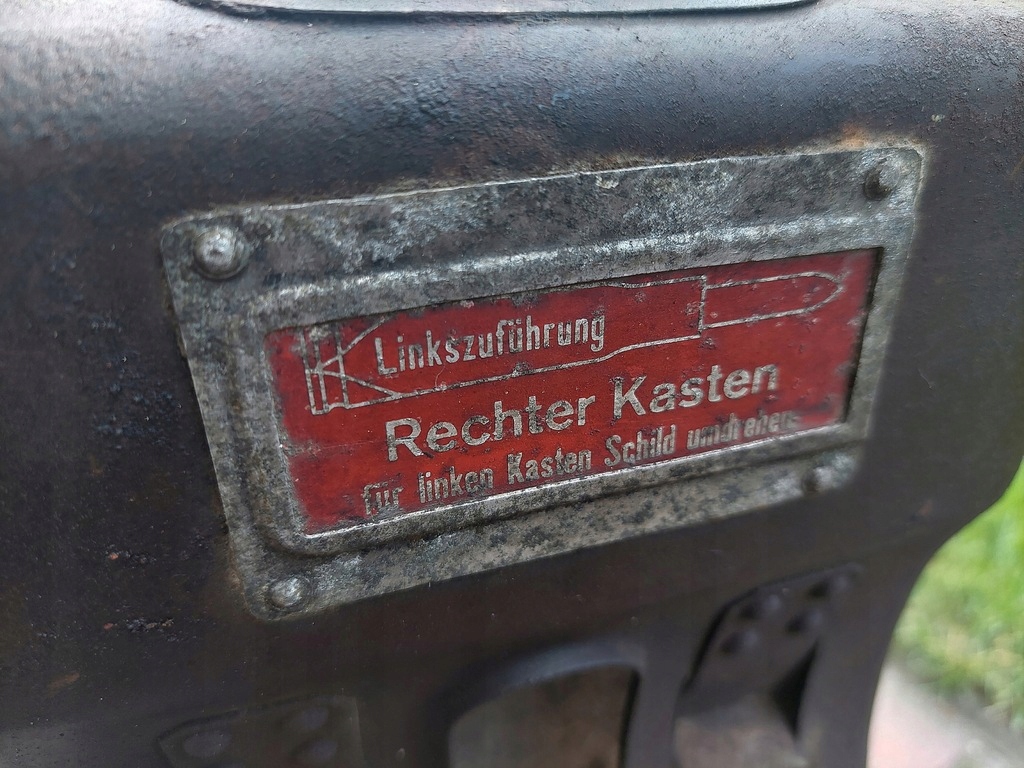 Linkszuführung
Rechter Kasten
für linken Kasten Schild umdrehen